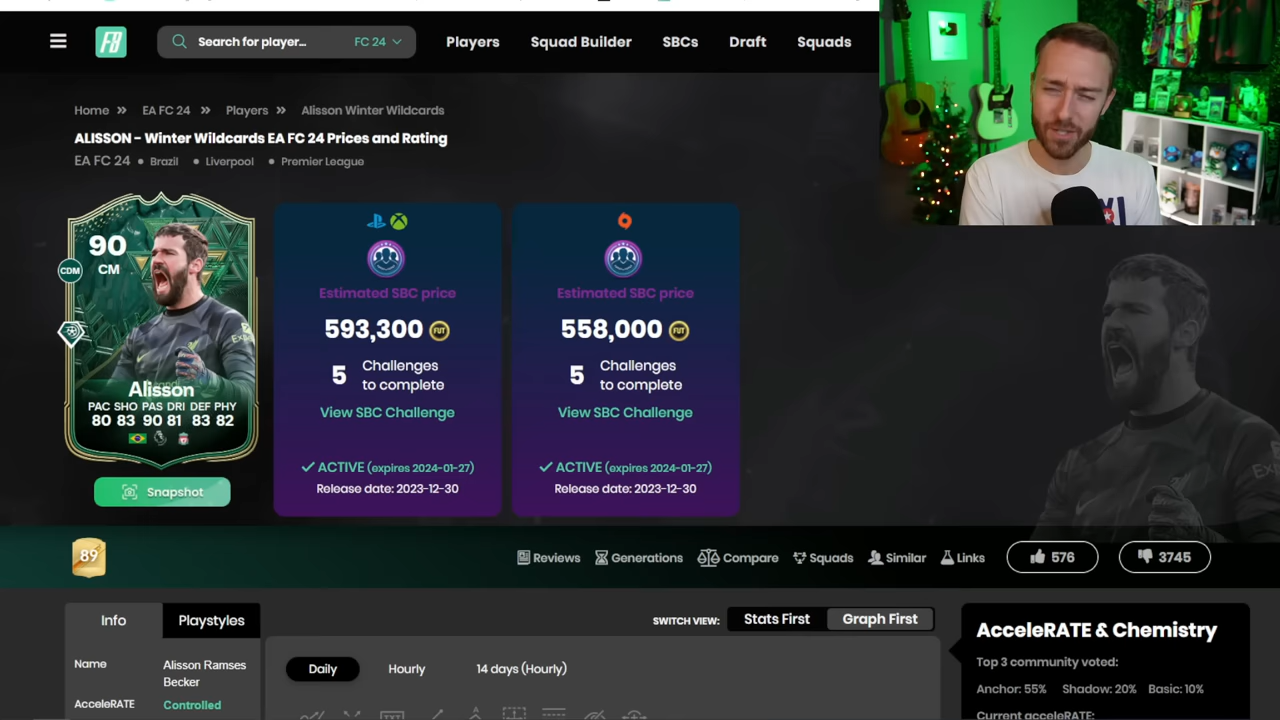 Search for player...
FC 24
Players
Squad Builder
SBCs
Draft
Squads
Home >> EA FC 24 >> Players >> Alisson Winter Wildcards
ALISSON - Winter Wildcards EA FC 24 Prices and Rating
EA FC 24 • Brazil • Liverpool • Premier League
90
CM
CDM
Alisson
PAC SHO PAS DRI DEF PHY
80 83 90 81 83 82
Snapshot
Estimated SBC price
593,300 FUT
5 Challenges to complete
View SBC Challenge
ACTIVE (expires 2024-01-27)
Release date: 2023-12-30
Estimated SBC price
558,000 FUT
5 Challenges to complete
View SBC Challenge
ACTIVE (expires 2024-01-27)
Release date: 2023-12-30
89
Reviews
Generations
Compare
Squads
Similar
Links
576
3745
Info
Playstyles
SWITCH VIEW:
Stats First
Graph First
Name
Alisson Ramses
Becker
AcceleRATE
Controlled
Daily
Hourly
14 days (Hourly)
AcceleRATE & Chemistry
Top 3 community voted:
Anchor: 55% Shadow: 20% Basic: 10%
Current acceleRATE: